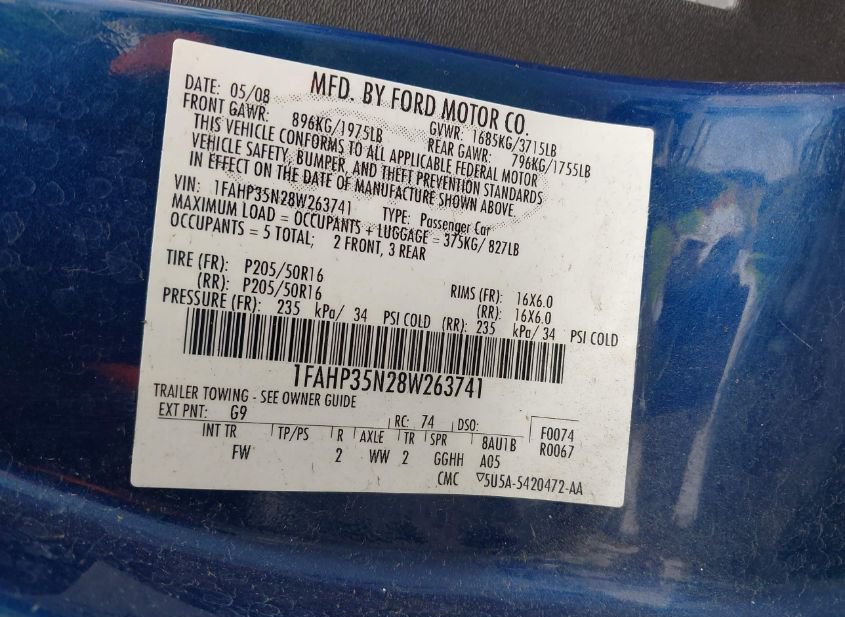 MFD. BY FORD MOTOR CO.
DATE: 05/08 GVWR: 1685KG/3715LB
FRONT GAWR: 896KG/1975LB REAR GAWR: 796KG/1755LB
THIS VEHICLE CONFORMS TO ALL APPLICABLE FEDERAL MOTOR
VEHICLE SAFETY, BUMPER, AND THEFT PREVENTION STANDARDS
IN EFFECT ON THE DATE OF MANUFACTURE SHOWN ABOVE.
VIN: 1FAHP35N28W263741 TYPE: Passenger Car
MAXIMUM LOAD = OCCUPANTS + LUGGAGE = 375KG/ 827LB
OCCUPANTS = 5 TOTAL; 2 FRONT, 3 REAR
TIRE (FR): P205/50R16 RIMS (FR): 16X6.0
(RR): P205/50R16 (RR): 16X6.0
PRESSURE (FR): 235 kPa/ 34 PSI COLD (RR): 235 kPa/ 34 PSI COLD
1FAHP35N28W263741
TRAILER TOWING - SEE OWNER GUIDE
EXT PNT: G9 RC: 74 DSO: F0074
INT TR TP/PS R AXLE TR SPR 8AU1B R0067
FW 2 WW 2 GGHH A05
CMC ▽5U5A-5420472-AA